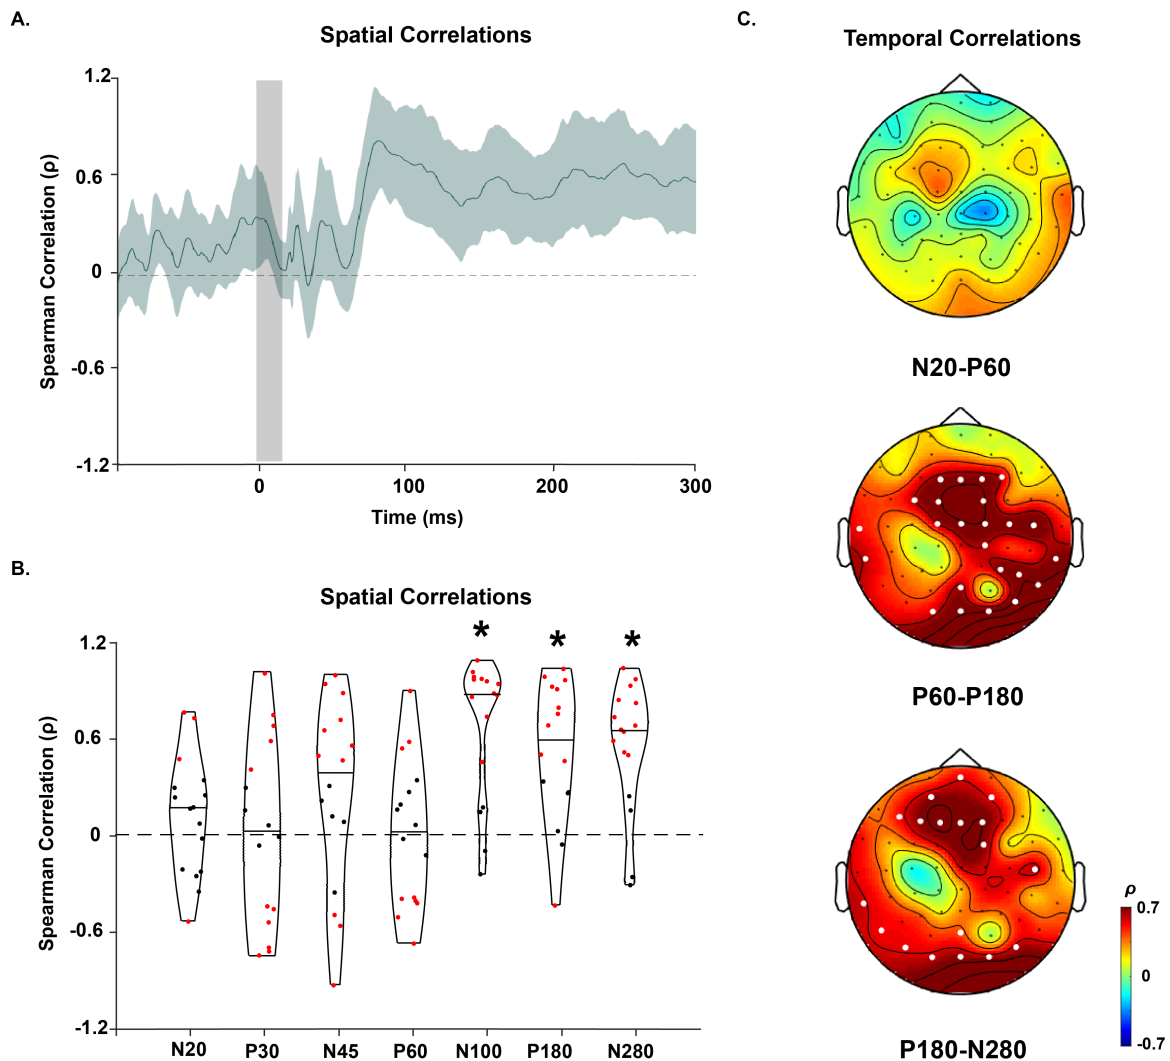 A.
Spatial Correlations
1.2
0.6
0
-0.6
-1.2
Spearman Correlation (ρ)
0
100
200
300
Time (ms)
B.
Spatial Correlations
* * *
1.2
0.6
0
-0.6
-1.2
Spearman Correlation (ρ)
N20 P30 N45 P60 N100 P180 N280
C.
Temporal Correlations
N20-P60
P60-P180
P180-N280
ρ
0.7
0
-0.7